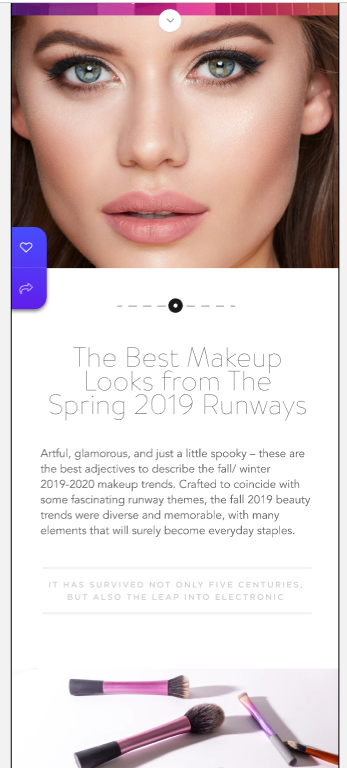 The Best Makeup
Looks from The
Spring 2019 Runways
Artful, glamorous, and just a little spooky – these are
the best adjectives to describe the fall/ winter
2019-2020 makeup trends. Crafted to coincide with
some fascinating runway themes, the fall 2019 beauty
trends were diverse and memorable, with many
elements that will surely become everyday staples.
IT HAS SURVIVED NOT ONLY FIVE CENTURIES,
BUT ALSO THE LEAP INTO ELECTRONIC